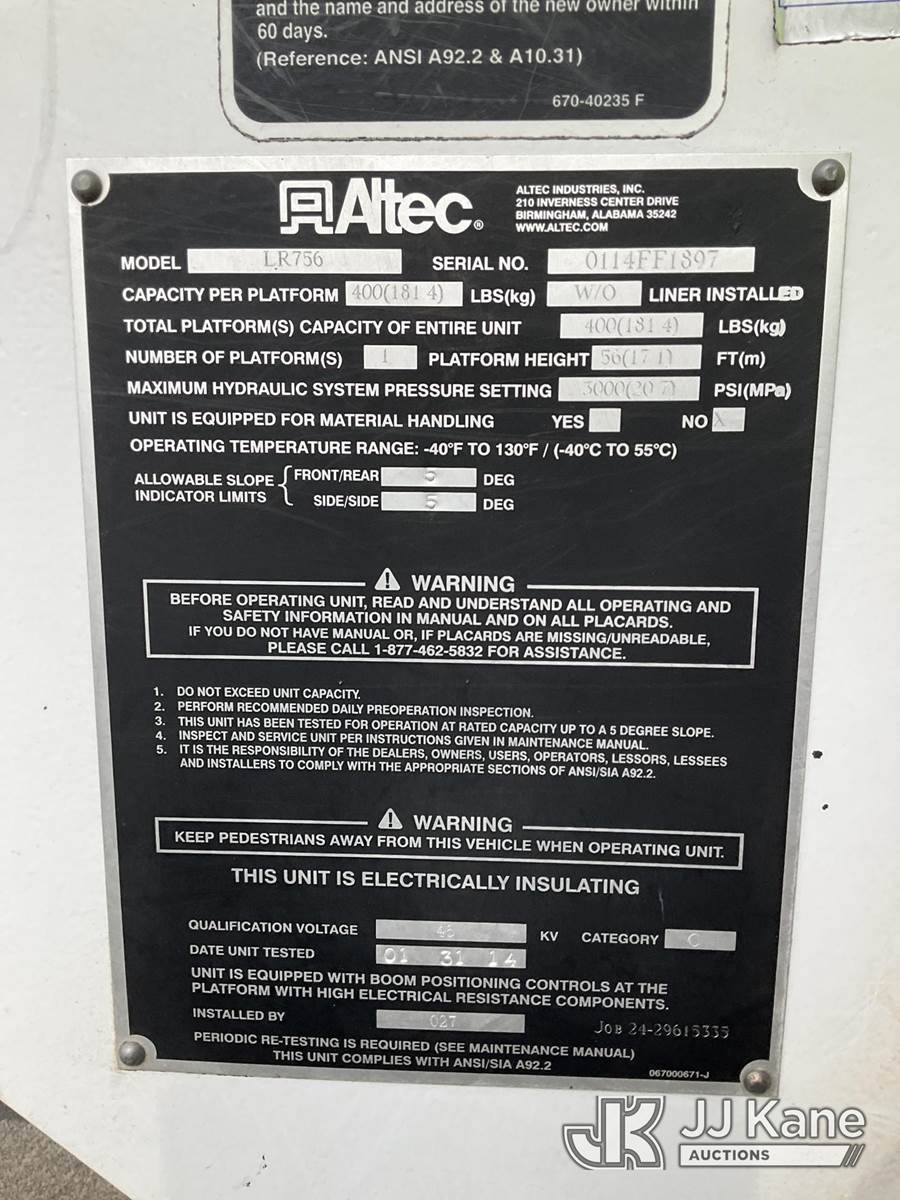 and the name and address of the new owner within
60 days.
(Reference: ANSI A92.2 & A10.31)
670-40235 F
Altec®
ALTEC INDUSTRIES, INC.
210 INVERNESS CENTER DRIVE
BIRMINGHAM, ALABAMA 35242
WWW.ALTEC.COM
MODEL LR756 SERIAL NO. 0114FF1897
CAPACITY PER PLATFORM 400(181.4) LBS(kg) W/O LINER INSTALLED
TOTAL PLATFORM(S) CAPACITY OF ENTIRE UNIT 400(181.4) LBS(kg)
NUMBER OF PLATFORM(S) 1 PLATFORM HEIGHT 56(17.1) FT(m)
MAXIMUM HYDRAULIC SYSTEM PRESSURE SETTING 3000(20.7) PSI(MPa)
UNIT IS EQUIPPED FOR MATERIAL HANDLING YES NO X
OPERATING TEMPERATURE RANGE: -40°F TO 130°F / (-40°C TO 55°C)
ALLOWABLE SLOPE INDICATOR LIMITS
FRONT/REAR 5 DEG
SIDE/SIDE 5 DEG
⚠ WARNING
BEFORE OPERATING UNIT, READ AND UNDERSTAND ALL OPERATING AND
SAFETY INFORMATION IN MANUAL AND ON ALL PLACARDS.
IF YOU DO NOT HAVE MANUAL OR, IF PLACARDS ARE MISSING/UNREADABLE,
PLEASE CALL 1-877-462-5832 FOR ASSISTANCE.
1. DO NOT EXCEED UNIT CAPACITY.
2. PERFORM RECOMMENDED DAILY PREOPERATION INSPECTION.
3. THIS UNIT HAS BEEN TESTED FOR OPERATION AT RATED CAPACITY UP TO A 5 DEGREE SLOPE.
4. INSPECT AND SERVICE UNIT PER INSTRUCTIONS GIVEN IN MAINTENANCE MANUAL.
5. IT IS THE RESPONSIBILITY OF THE DEALERS, OWNERS, USERS, OPERATORS, LESSORS, LESSEES
AND INSTALLERS TO COMPLY WITH THE APPROPRIATE SECTIONS OF ANSI/SIA A92.2.
⚠ WARNING
KEEP PEDESTRIANS AWAY FROM THIS VEHICLE WHEN OPERATING UNIT.
THIS UNIT IS ELECTRICALLY INSULATING
QUALIFICATION VOLTAGE 46 KV CATEGORY C
DATE UNIT TESTED 01 31 14
UNIT IS EQUIPPED WITH BOOM POSITIONING CONTROLS AT THE
PLATFORM WITH HIGH ELECTRICAL RESISTANCE COMPONENTS.
INSTALLED BY 027 JOB 24-29615335
PERIODIC RE-TESTING IS REQUIRED (SEE MAINTENANCE MANUAL)
THIS UNIT COMPLIES WITH ANSI/SIA A92.2
067000671-J
JK JJ Kane
AUCTIONS